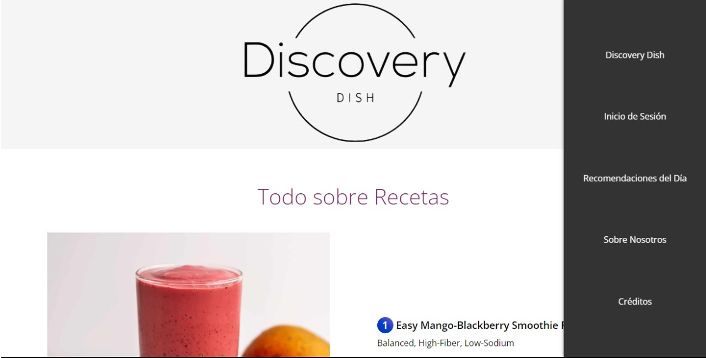 Discovery
DISH
Todo sobre Recetas
1 Easy Mango-Blackberry Smoothie
Balanced, High-Fiber, Low-Sodium
Discovery Dish
Inicio de Sesión
Recomendaciones del Día
Sobre Nosotros
Créditos